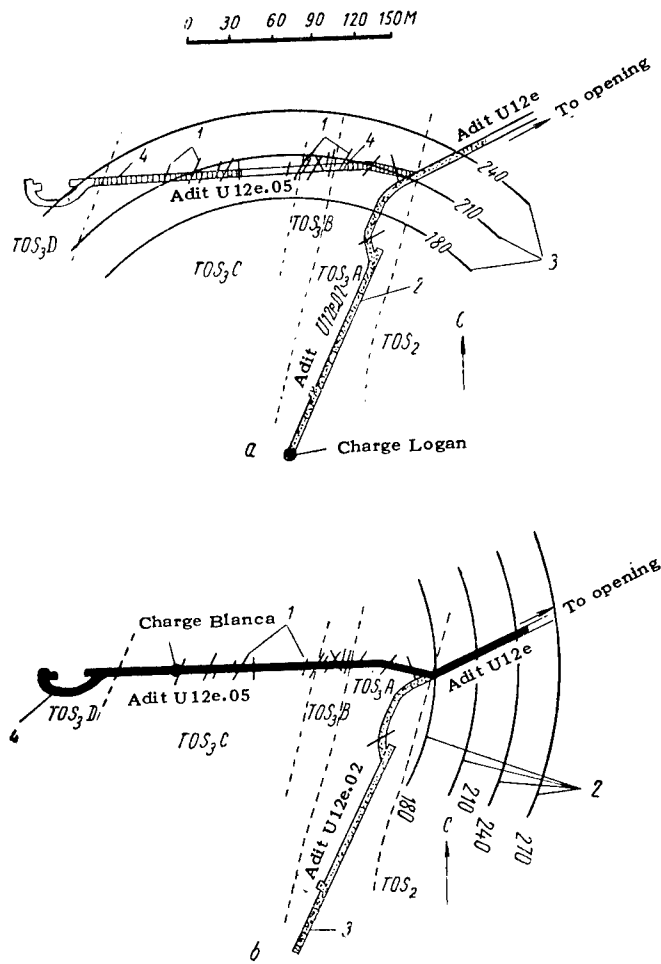 0 30 60 90 120 150 M
Adit U12e
To opening
1
1
4
4
240
Adit U12e.05
210
TOS₃B
180
TOS₃D
TOS₃C
TOS₃A
3
2
Adit U12e.02
TOS₂
C
a
Charge Logan
To opening
Charge Blanca
1
Adit U12e
TOS₃A
Adit U12e.05
4
TOS₃D
TOS₃B
TOS₃C
2
Adit U12e.02
180
210
240
270
C
TOS₂
b
3